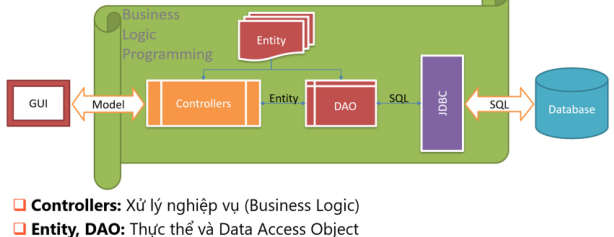 Business
Logic
Programming
Entity
GUI
Model
Controllers
Entity
DAO
SQL
JDBC
SQL
Database
Controllers: Xử lý nghiệp vụ (Business Logic)
Entity, DAO: Thực thể và Data Access Object